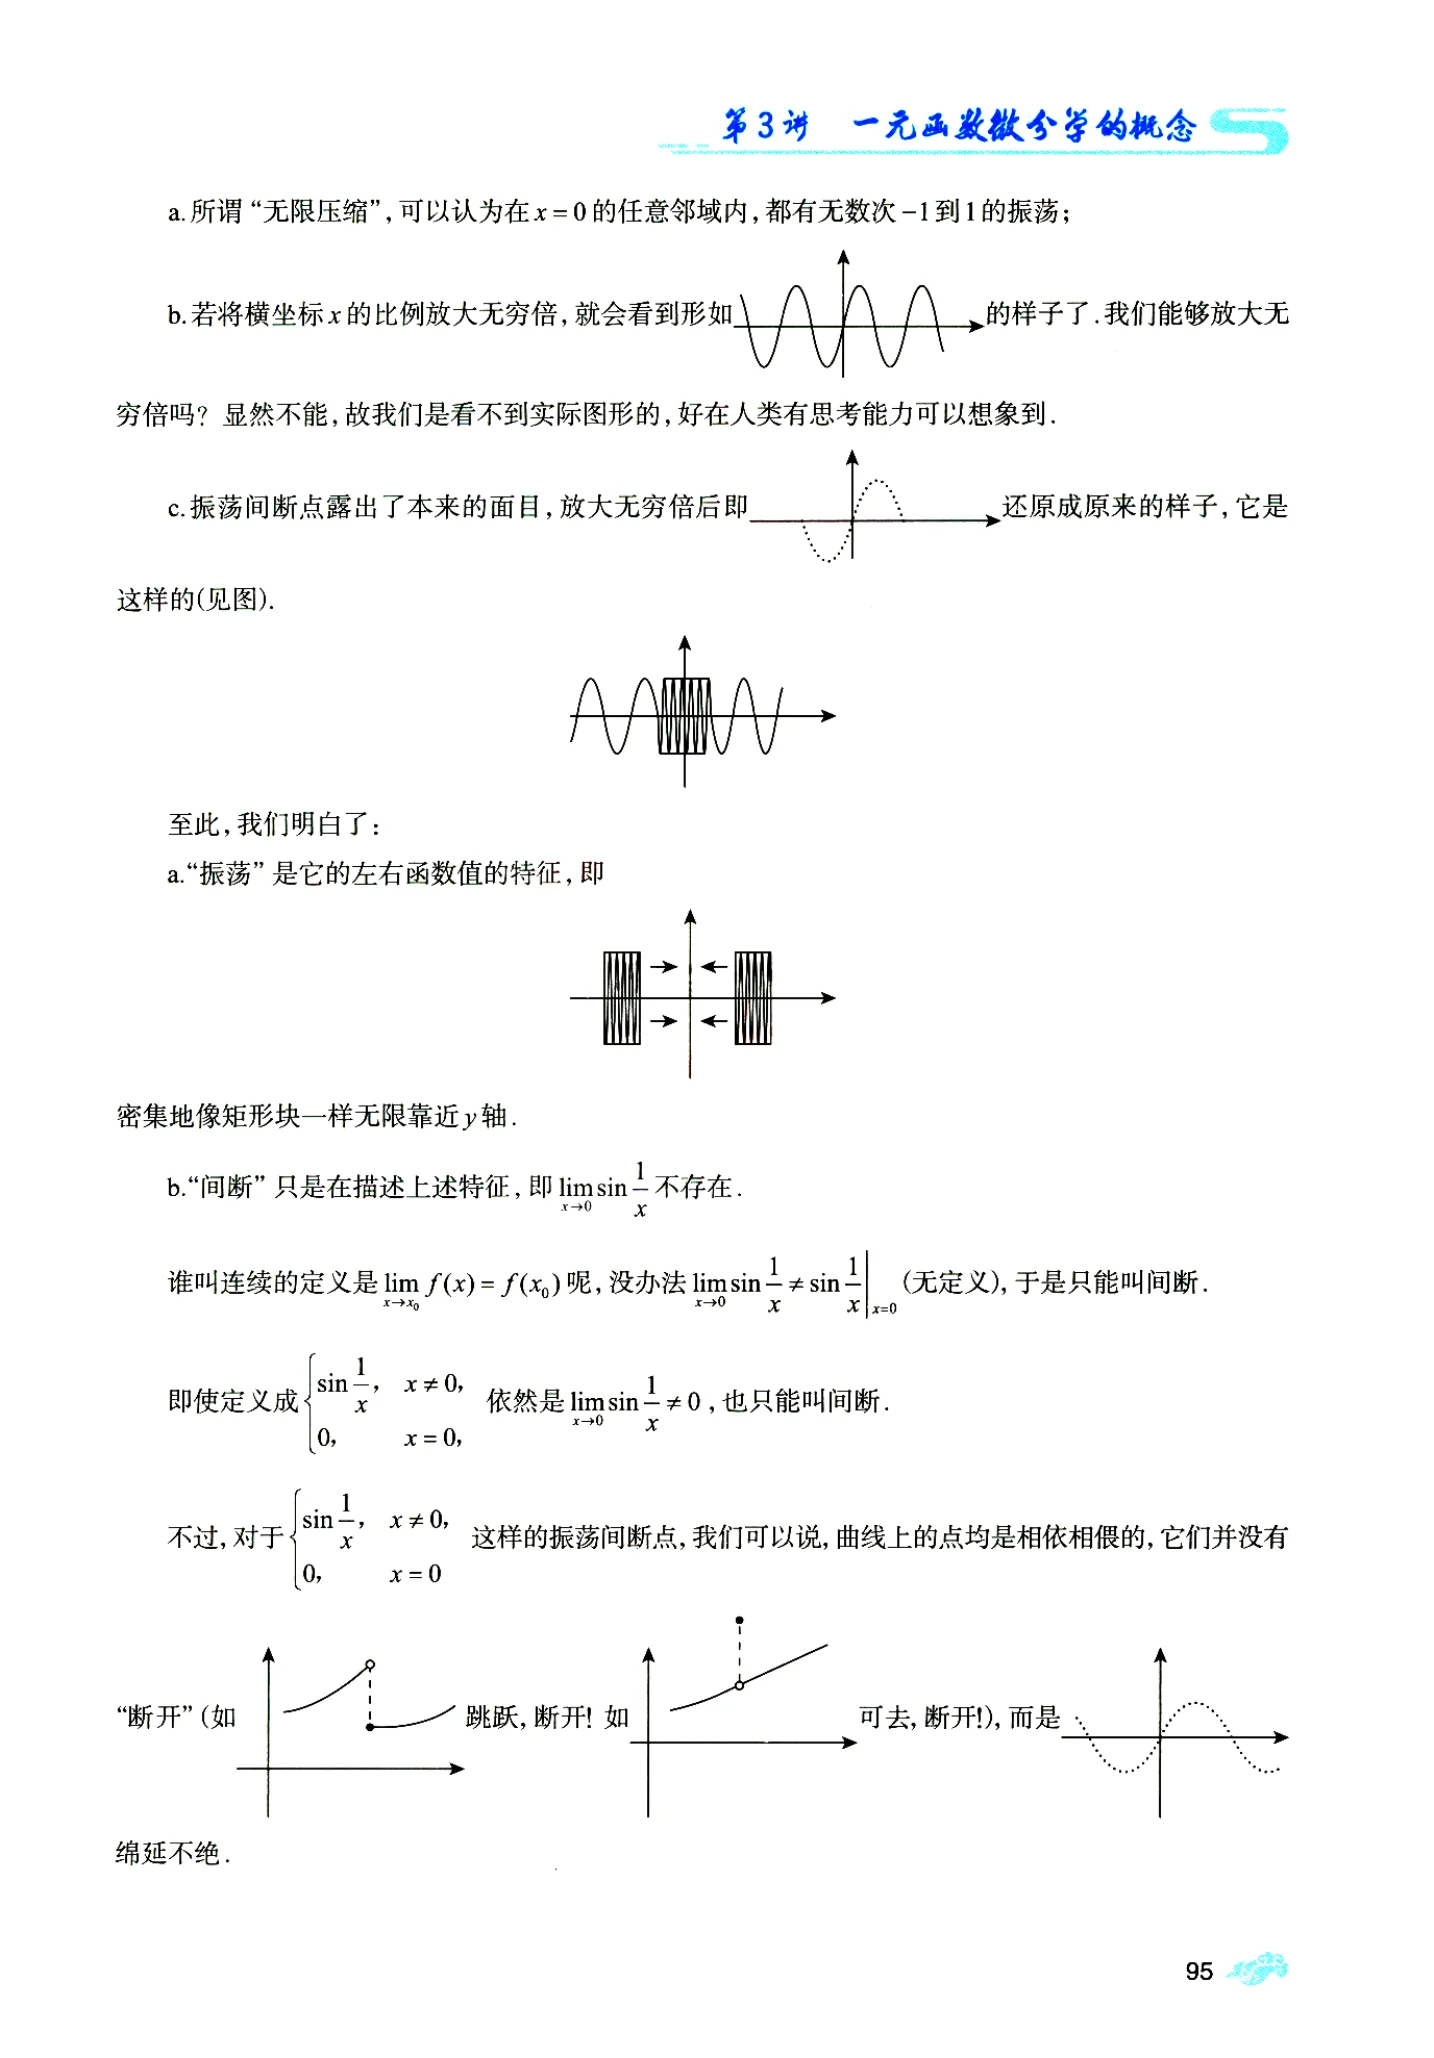 第3讲 一元函数微分学的概念
a.所谓“无限压缩”,可以认为在x=0的任意邻域内,都有无数次-1到1的振荡;
b.若将横坐标x的比例放大无穷倍,就会看到形如 的样子了.我们能够放大无
穷倍吗?显然不能,故我们是看不到实际图形的,好在人类有思考能力可以想象到.
c.振荡间断点露出了本来的面目,放大无穷倍后即 还原成原来的样子,它是
这样的(见图).
至此,我们明白了:
a.“振荡”是它的左右函数值的特征,即
密集地像矩形块一样无限靠近y轴.
b.“间断”只是在描述上述特征,即 $\lim_{x\to 0}\sin\frac{1}{x}$ 不存在.
谁叫连续的定义是 $\lim_{x\to x_0} f(x)=f(x_0)$ 呢,没办法 $\lim_{x\to 0}\sin\frac{1}{x}\neq\left.\sin\frac{1}{x}\right|_{x=0}$ (无定义),于是只能叫间断.
即使定义成 $\begin{cases}\sin\frac{1}{x}, & x\neq 0,\\ 0, & x=0,\end{cases}$ 依然是 $\lim_{x\to 0}\sin\frac{1}{x}\neq 0$ ,也只能叫间断.
不过,对于 $\begin{cases}\sin\frac{1}{x}, & x\neq 0,\\ 0, & x=0\end{cases}$ 这样的振荡间断点,我们可以说,曲线上的点均是相依相偎的,它们并没有
“断开”(如 跳跃,断开!如 可去,断开!),而是
绵延不绝.
95